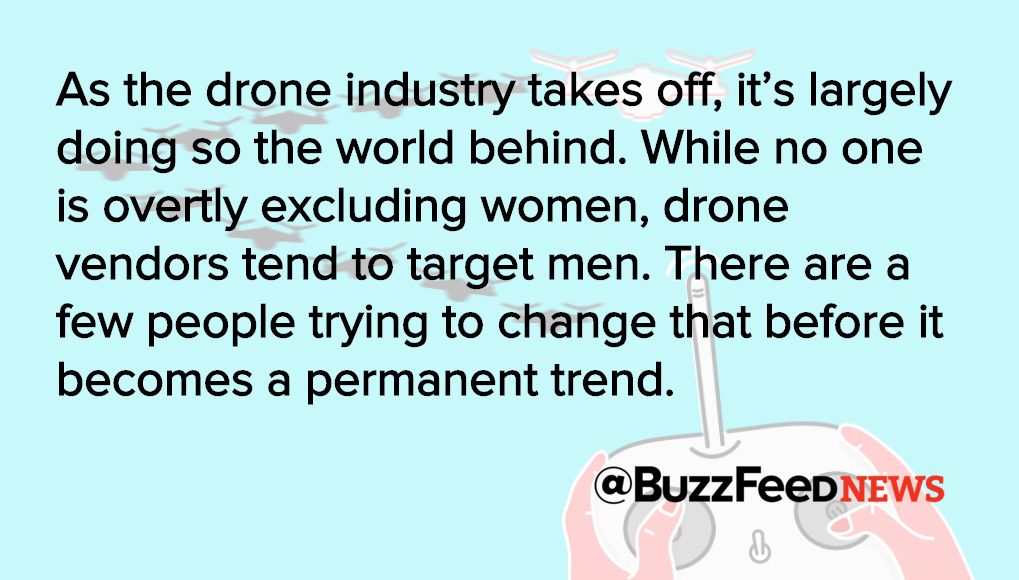 As the drone industry takes off, it’s largely
doing so the world behind. While no one
is overtly excluding women, drone
vendors tend to target men. There are a
few people trying to change that before it
becomes a permanent trend.
@BuzzFeedNEWS